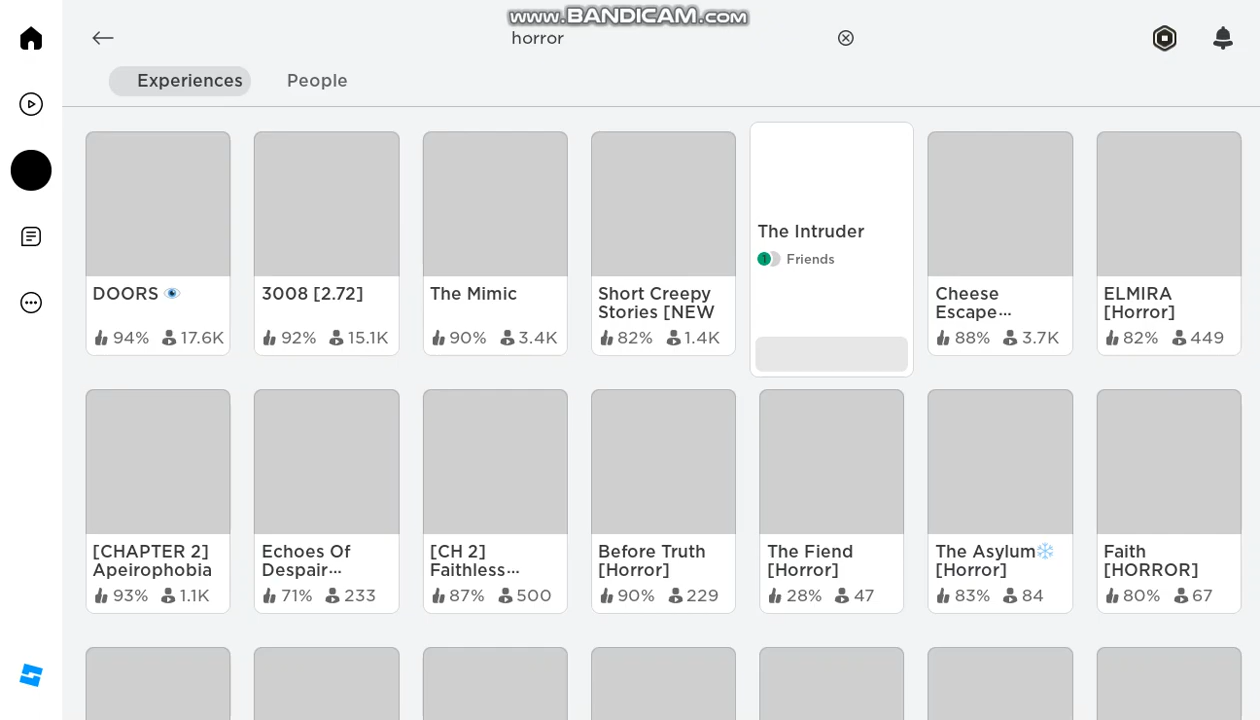 www.BANDICAM.com
horror
Experiences People
DOORS 👁
94% 17.6K
3008 [2.72]
92% 15.1K
The Mimic
90% 3.4K
Short Creepy
Stories [NEW
82% 1.4K
The Intruder
1 Friends
Cheese
Escape...
88% 3.7K
ELMIRA
[Horror]
82% 449
[CHAPTER 2]
Apeirophobia
93% 1.1K
Echoes Of
Despair...
71% 233
[CH 2]
Faithless...
87% 500
Before Truth
[Horror]
90% 229
The Fiend
[Horror]
28% 47
The Asylum❄️
[Horror]
83% 84
Faith
[HORROR]
80% 67